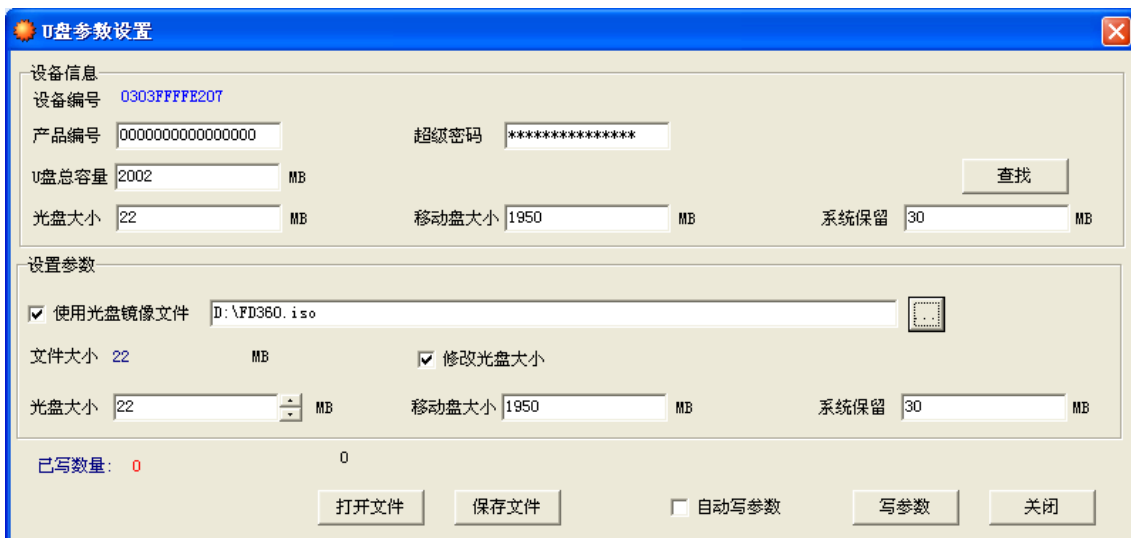 U盘参数设置
设备信息
设备编号 0303FFFFE207
产品编号 0000000000000000 超级密码 ***************
U盘总容量 2002 MB 查找
光盘大小 22 MB 移动盘大小 1950 MB 系统保留 30 MB
设置参数
使用光盘镜像文件 D:\FD360.iso ..
文件大小 22 MB 修改光盘大小
光盘大小 22 MB 移动盘大小 1950 MB 系统保留 30 MB
已写数量: 0 0
打开文件 保存文件 自动写参数 写参数 关闭